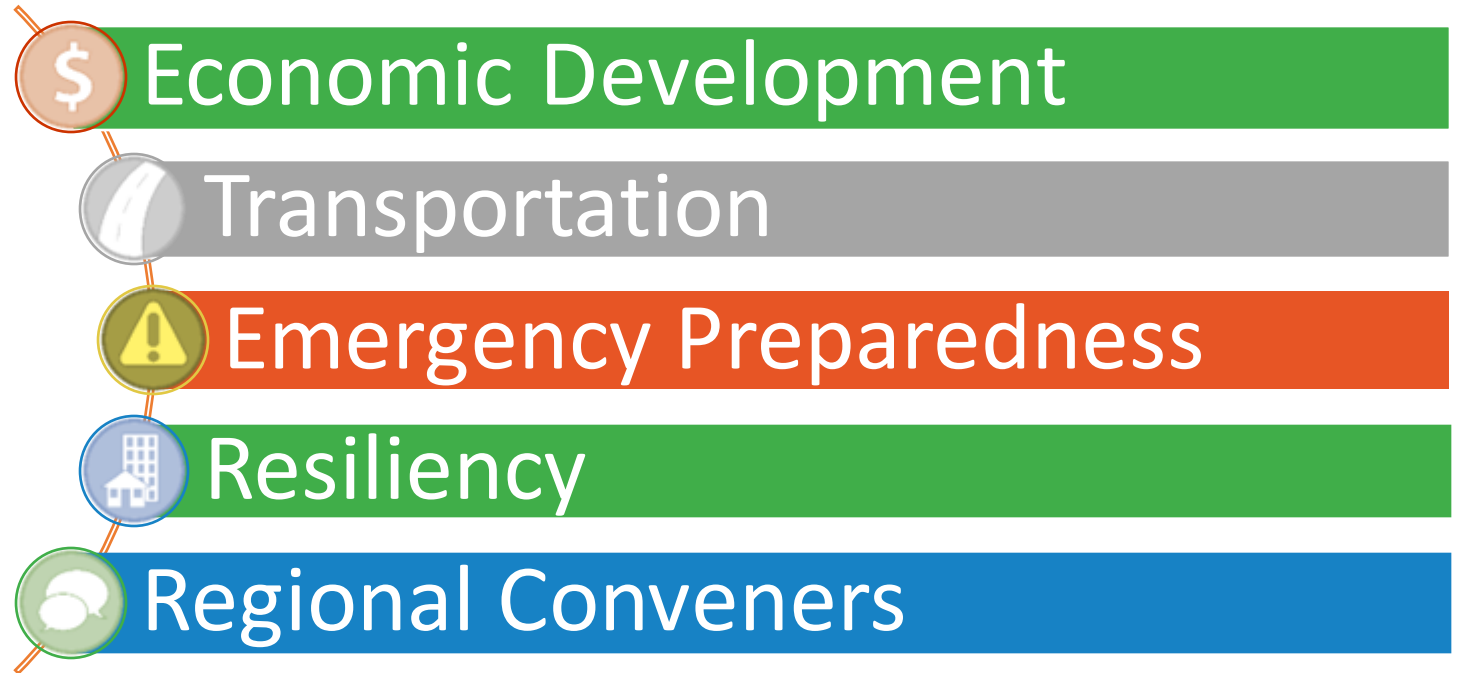 $ Economic Development
Transportation
Emergency Preparedness
Resiliency
Regional Conveners